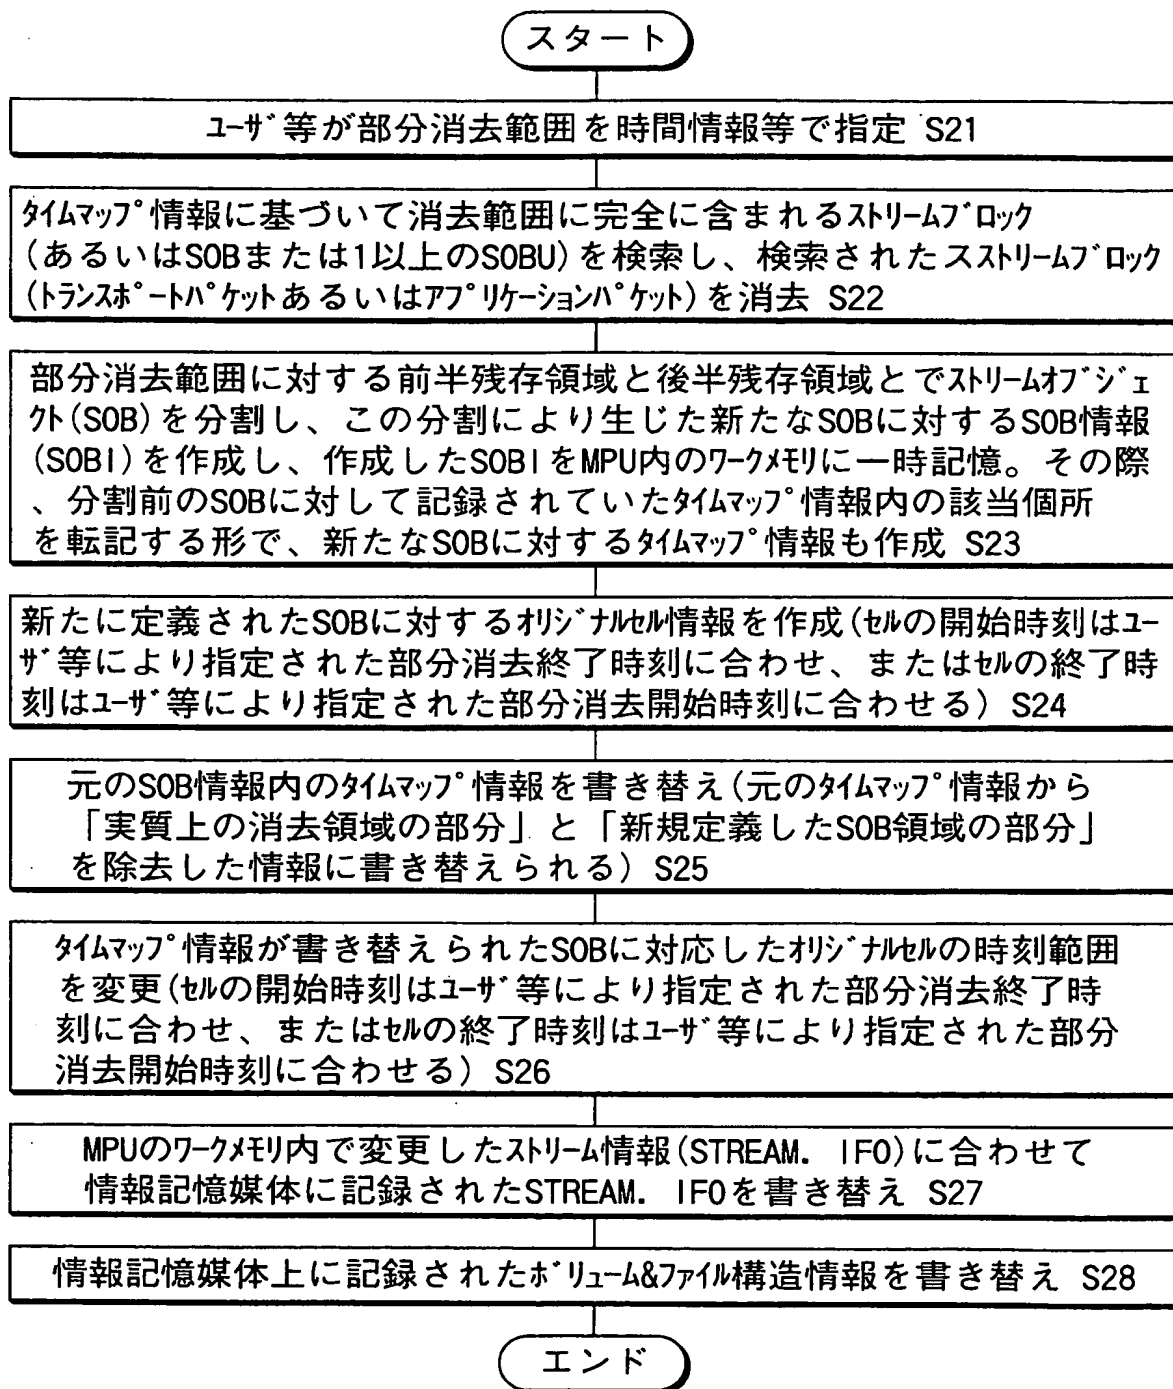 スタート
ユーザ等が部分消去範囲を時間情報等で指定 S21
タイムマップ情報に基づいて消去範囲に完全に含まれるストリームブロック
(あるいはSOBまたは1以上のSOBU)を検索し、検索されたスストリームブロック
(トランスポートパケットあるいはアプリケーションパケット)を消去 S22
部分消去範囲に対する前半残存領域と後半残存領域とでストリームオブジェ
クト(SOB)を分割し、この分割により生じた新たなSOBに対するSOB情報
(SOBI)を作成し、作成したSOBIをMPU内のワークメモリに一時記憶。その際
、分割前のSOBに対して記録されていたタイムマップ情報内の該当個所
を転記する形で、新たなSOBに対するタイムマップ情報も作成 S23
新たに定義されたSOBに対するオリジナルセル情報を作成(セルの開始時刻はユー
ザ等により指定された部分消去終了時刻に合わせ、またはセルの終了時
刻はユーザ等により指定された部分消去開始時刻に合わせる) S24
元のSOB情報内のタイムマップ情報を書き替え(元のタイムマップ情報から
「実質上の消去領域の部分」と「新規定義したSOB領域の部分」
を除去した情報に書き替えられる) S25
タイムマップ情報が書き替えられたSOBに対応したオリジナルセルの時刻範囲
を変更(セルの開始時刻はユーザ等により指定された部分消去終了時
刻に合わせ、またはセルの終了時刻はユーザ等により指定された部分
消去開始時刻に合わせる) S26
MPUのワークメモリ内で変更したストリーム情報(STREAM. IFO)に合わせて
情報記憶媒体に記録されたSTREAM. IFOを書き替え S27
情報記憶媒体上に記録されたボリューム&ファイル構造情報を書き替え S28
エンド